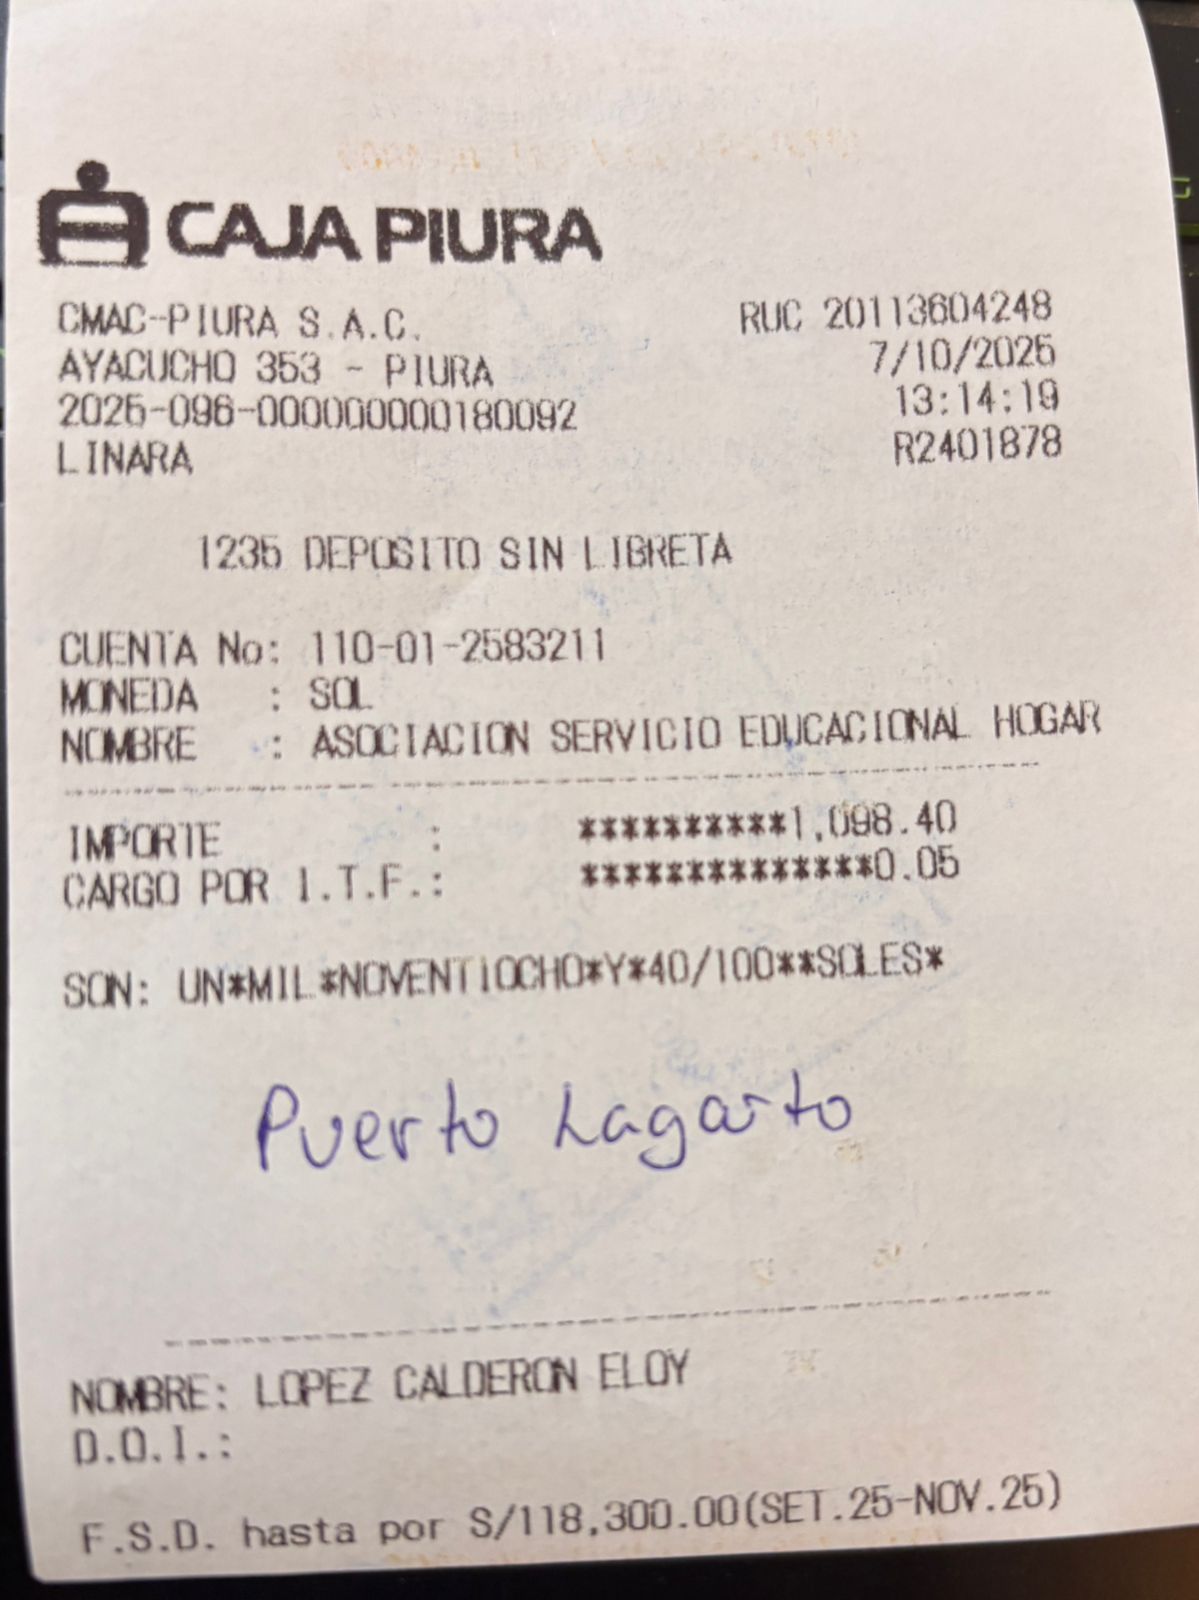 CAJA PIURA
CMAC-PIURA S.A.C. RUC 20113604248
AYACUCHO 353 - PIURA 7/10/2025
2025-096-000000000180092 13:14:19
LINARA R2401878
1235 DEPOSITO SIN LIBRETA
CUENTA No: 110-01-2583211
MONEDA : SOL
NOMBRE : ASOCIACION SERVICIO EDUCACIONAL HOGAR
IMPORTE : **********1,098.40
CARGO POR I.T.F.: **************0.05
SON: UN*MIL*NOVENTIOCHO*Y*40/100**SOLES*
Puerto Lagarto
NOMBRE: LOPEZ CALDERON ELOY
D.O.I.:
F.S.D. hasta por S/118,300.00(SET.25-NOV.25)